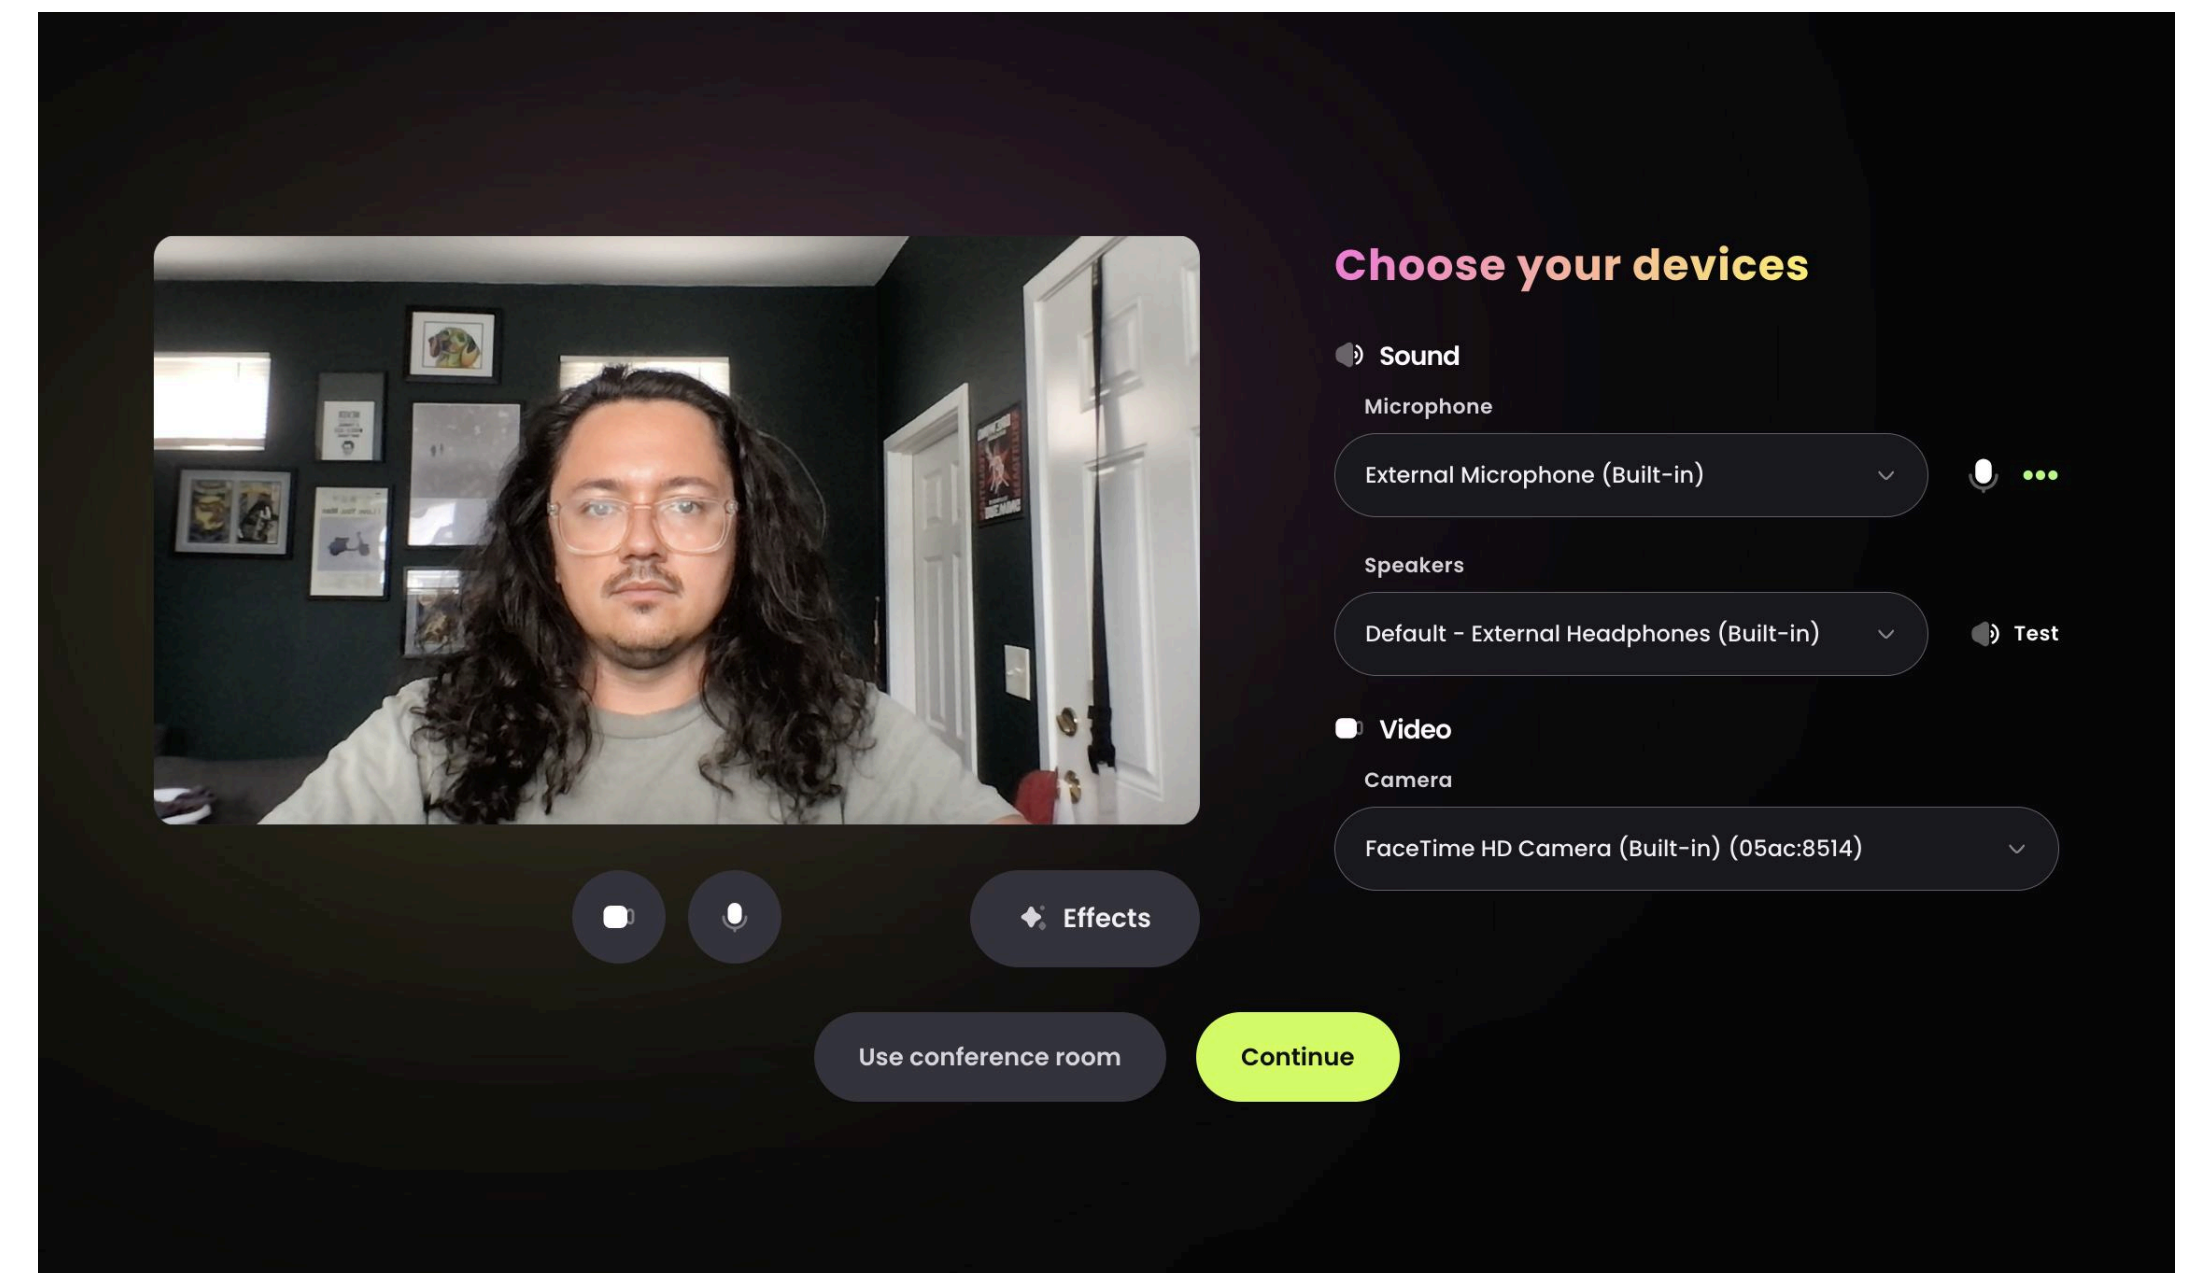 Choose your devices
Sound
Microphone
External Microphone (Built-in)
Speakers
Default - External Headphones (Built-in)
Test
Video
Camera
FaceTime HD Camera (Built-in) (05ac:8514)
Effects
Use conference room
Continue